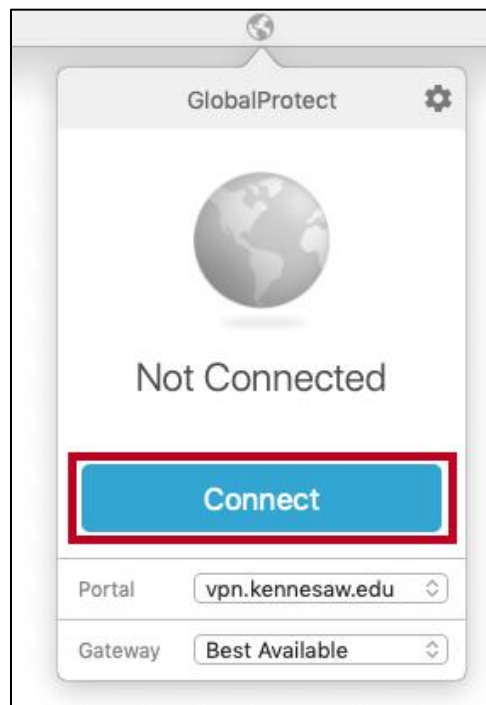 GlobalProtect
Not Connected
Connect
Portal vpn.kennesaw.edu
Gateway Best Available